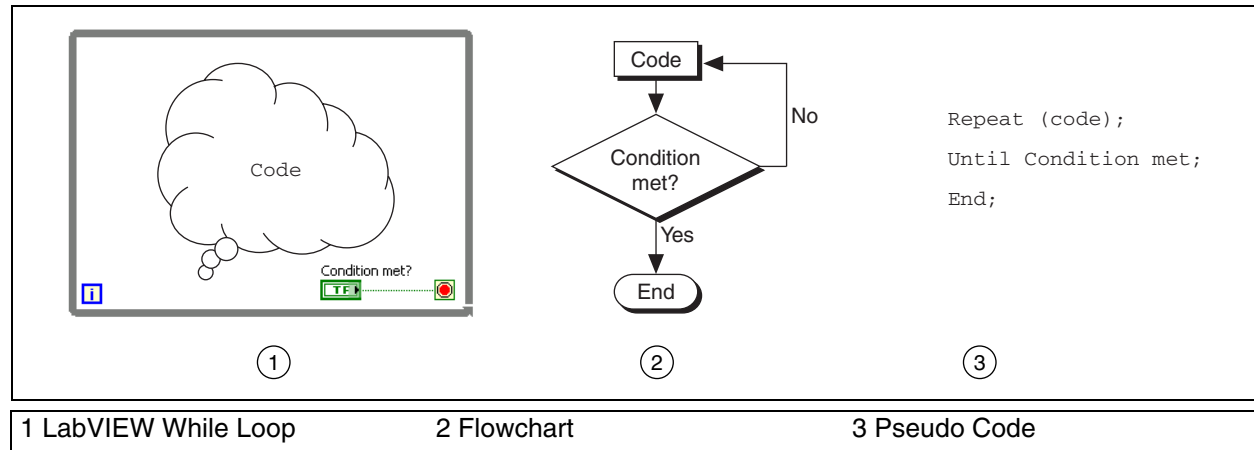 Code
Condition met?
TF
i
1
Code
No
Condition
met?
Yes
End
2
Repeat (code);
Until Condition met;
End;
3
1 LabVIEW While Loop 2 Flowchart 3 Pseudo Code